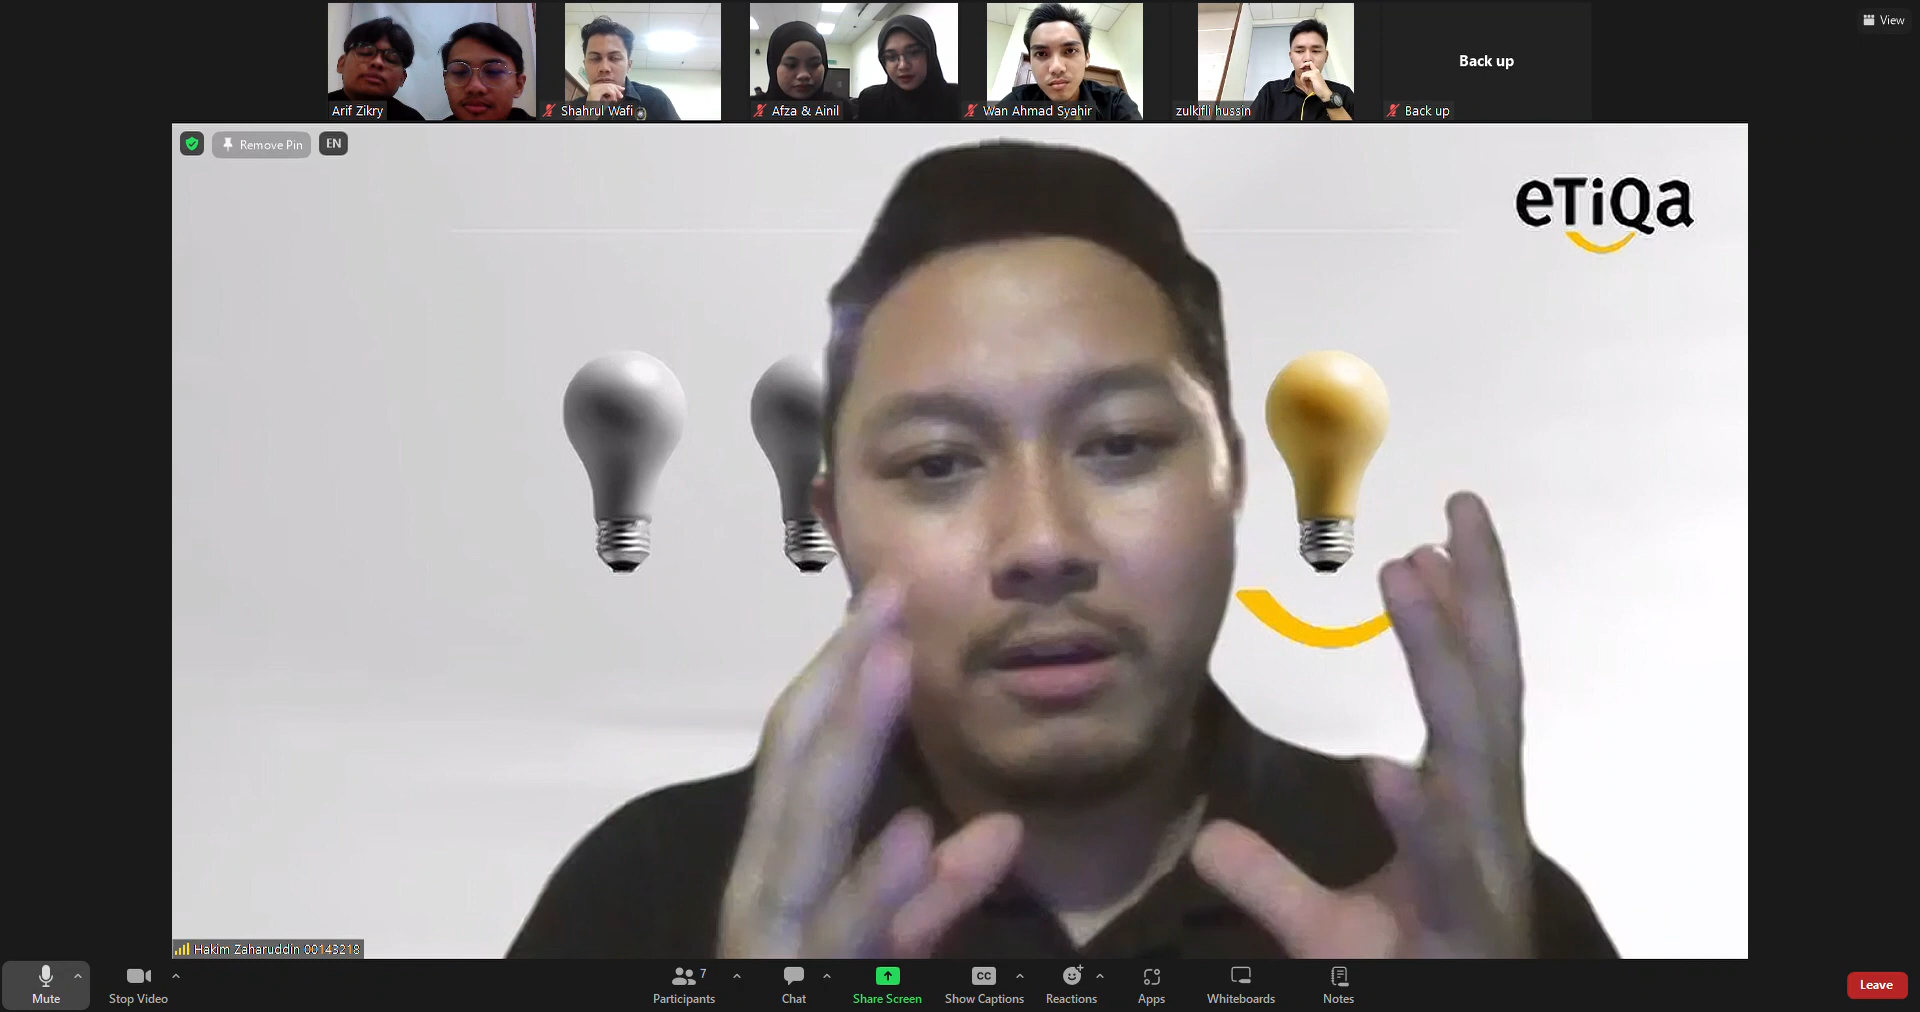 View
Back up
Arif Zikry
Shahrul Wafi
Afza & Ainil
Wan Ahmad Syahir
zulkifli hussin
Back up
Remove Pin
EN
eTiQa
Hakim Zaharuddin 00143218
Mute
Stop Video
Participants
7
Chat
Share Screen
CC
Show Captions
Reactions
Apps
Whiteboards
Notes
Leave